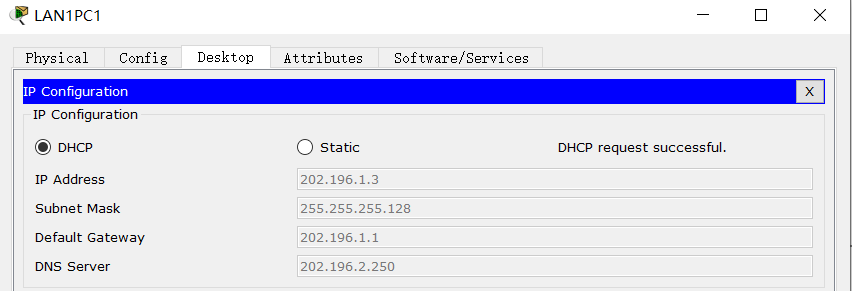 LAN1PC1
Physical Config Desktop Attributes Software/Services
IP Configuration X
IP Configuration
DHCP Static DHCP request successful.
IP Address 202.196.1.3
Subnet Mask 255.255.255.128
Default Gateway 202.196.1.1
DNS Server 202.196.2.250